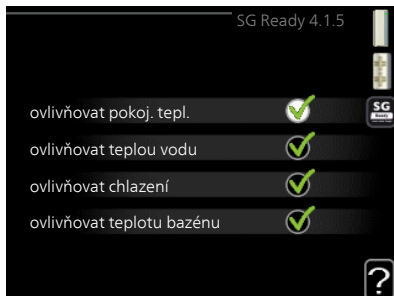 SG Ready 4.1.5
ovlivňovat pokoj. tepl.
SG
Ready
ovlivňovat teplou vodu
ovlivňovat chlazení
ovlivňovat teplotu bazénu
?